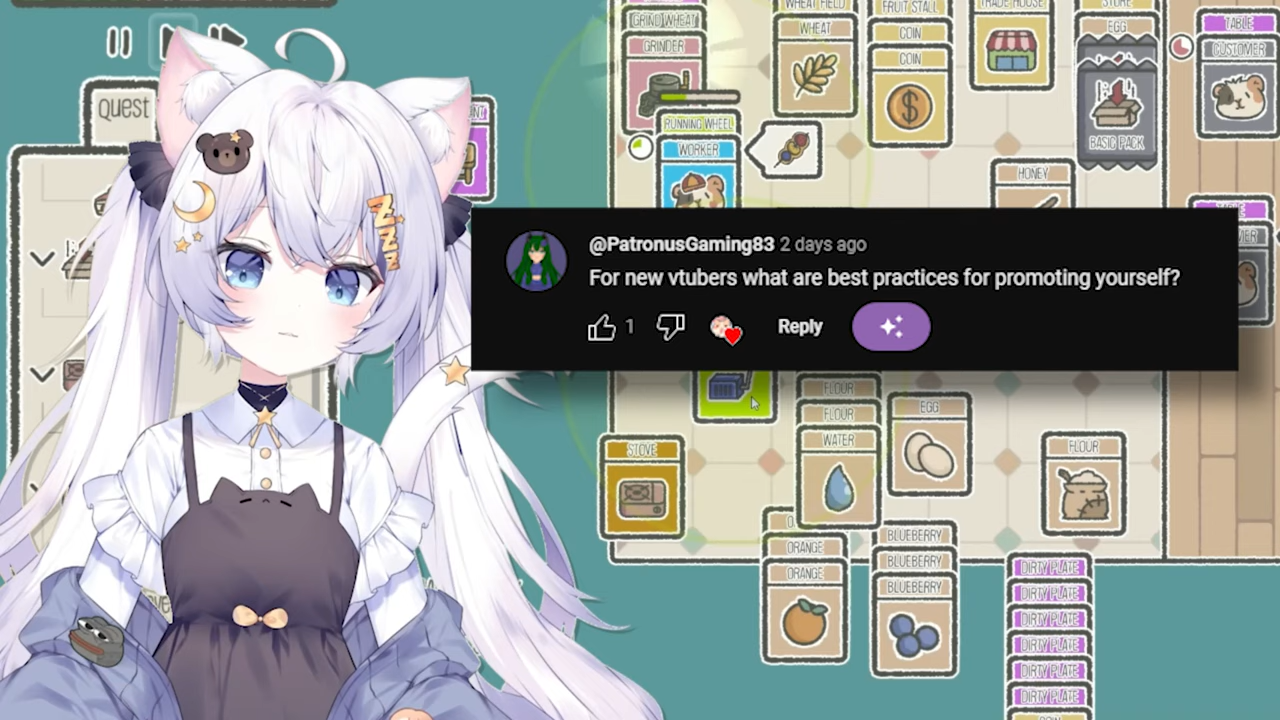 Quest
GRIND WHEAT
GRINDER
RUNNING WHEEL
WORKER
WHEAT FIELD
WHEAT
FRUIT STALL
COIN
COIN
TRADE HOUSE
STORE
EGG
BASIC PACK
TABLE
CUSTOMER
HONEY
@PatronusGaming83 2 days ago
For new vtubers what are best practices for promoting yourself?
1
Reply
ZZZ
STOVE
FLOUR
FLOUR
WATER
EGG
FLOUR
ORANGE
ORANGE
BLUEBERRY
BLUEBERRY
BLUEBERRY
DIRTY PLATE
DIRTY PLATE
DIRTY PLATE
DIRTY PLATE
DIRTY PLATE
DIRTY PLATE
COIN